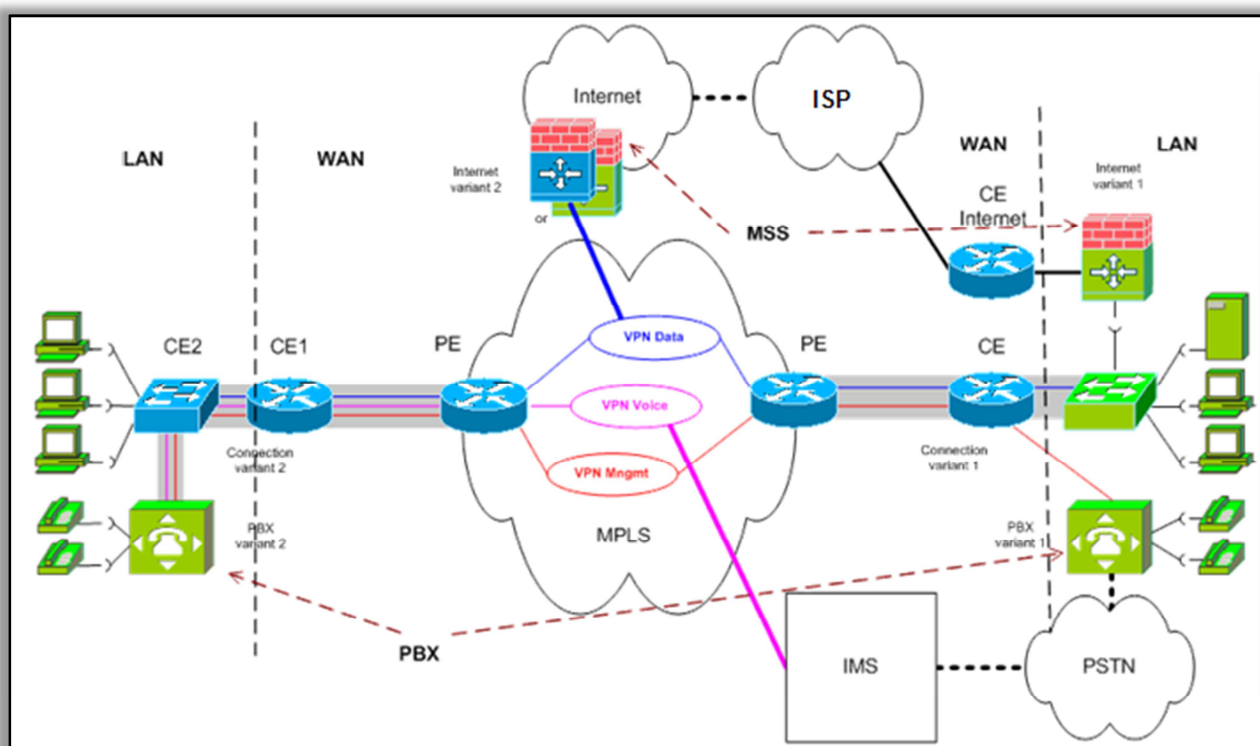 Internet
ISP
LAN
WAN
WAN
LAN
Internet
variant 2
Internet
variant 1
or
CE
Internet
MSS
CE2
CE1
PE
VPN Data
PE
CE
VPN Voice
Connection
variant 2
Connection
variant 1
VPN Mngmt
PBX
variant 2
MPLS
PBX
variant 1
PBX
IMS
PSTN